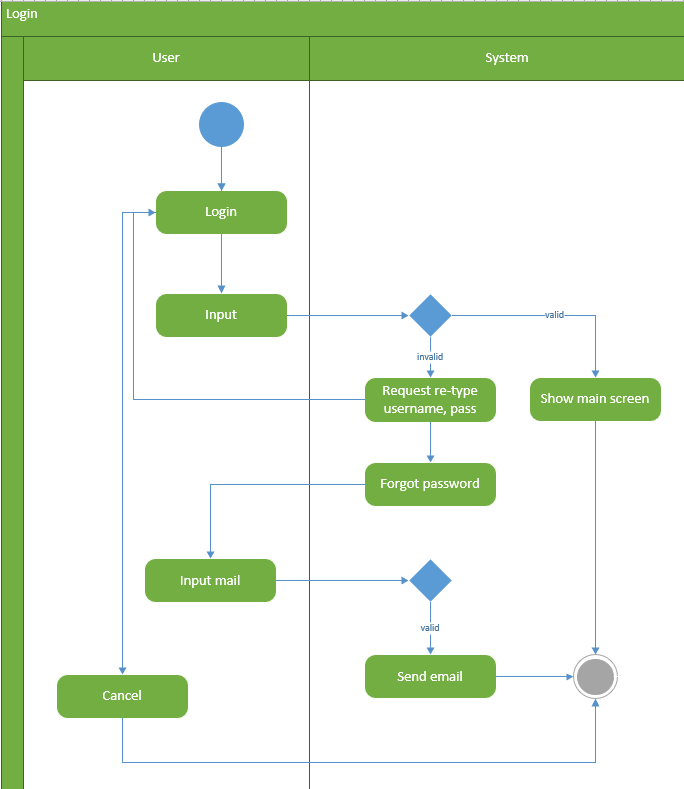 Login
User
System
Login
Input
valid
invalid
Request re-type
username, pass
Show main screen
Forgot password
Input mail
valid
Send email
Cancel